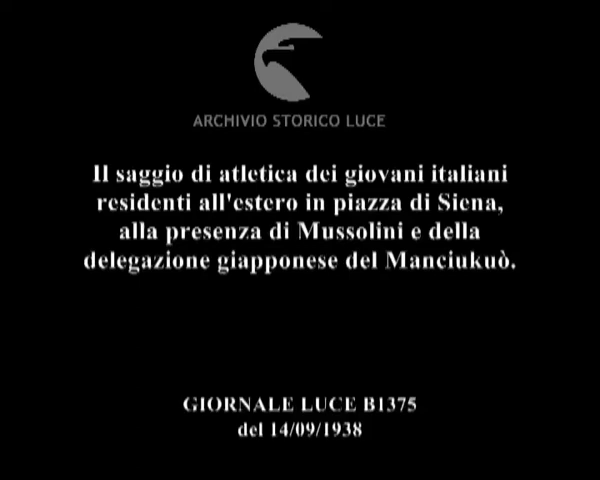 ARCHIVIO STORICO LUCE
Il saggio di atletica dei giovani italiani
residenti all'estero in piazza di Siena,
alla presenza di Mussolini e della
delegazione giapponese del Manciukuò.
GIORNALE LUCE B1375
del 14/09/1938